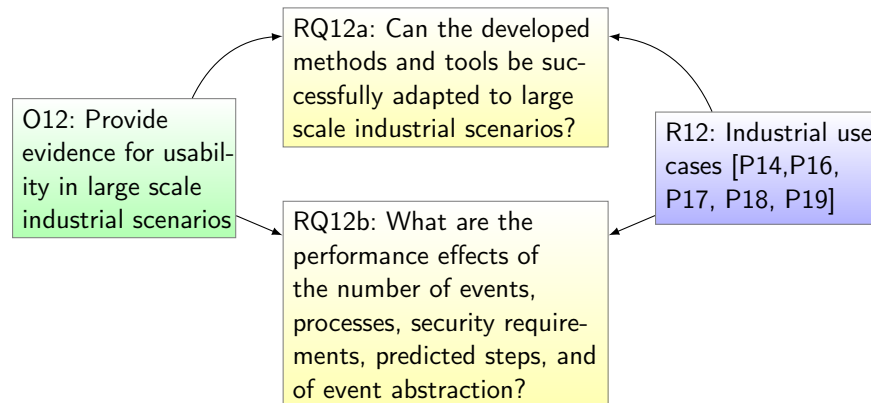 RQ12a: Can the developed
methods and tools be suc-
cessfully adapted to large
scale industrial scenarios?
O12: Provide
evidence for usabil-
ity in large scale
industrial scenarios
R12: Industrial use
cases [P14,P16,
P17, P18, P19]
RQ12b: What are the
performance effects of
the number of events,
processes, security require-
ments, predicted steps, and
of event abstraction?